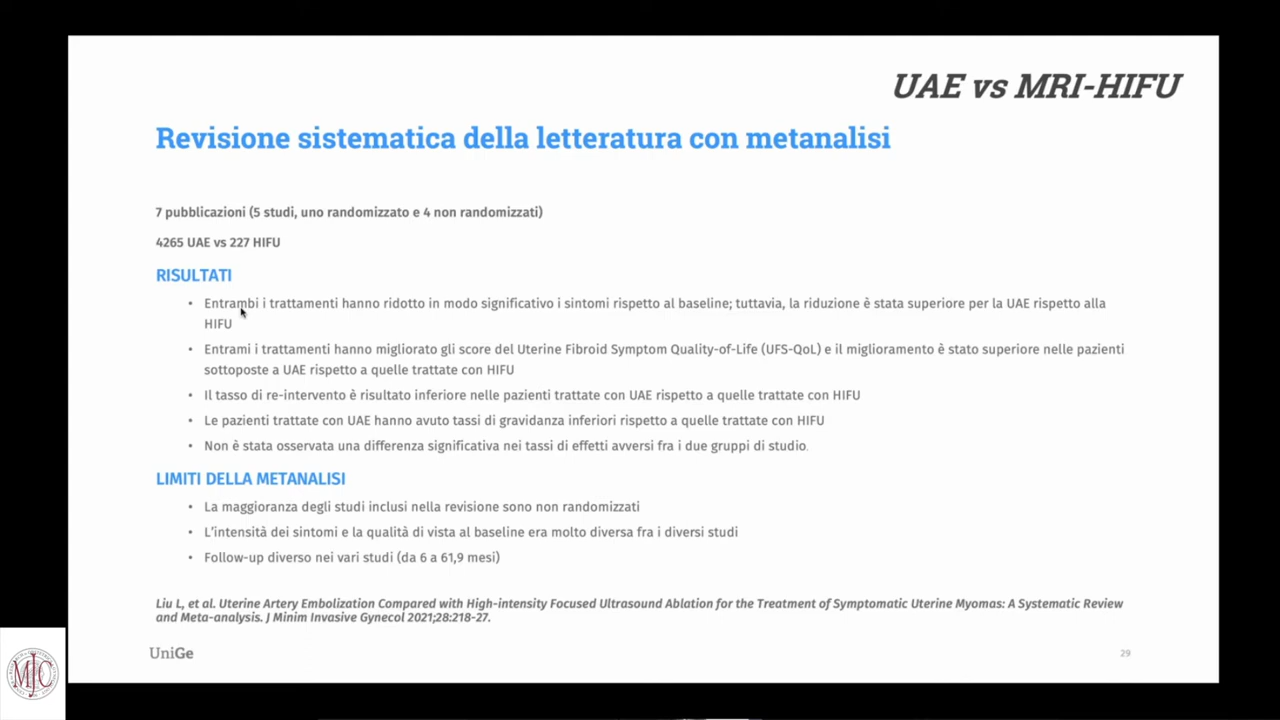 UAE vs MRI-HIFU
Revisione sistematica della letteratura con metanalisi
7 pubblicazioni (5 studi, uno randomizzato e 4 non randomizzati)
4265 UAE vs 227 HIFU
RISULTATI
• Entrambi i trattamenti hanno ridotto in modo significativo i sintomi rispetto al baseline; tuttavia, la riduzione è stata superiore per la UAE rispetto alla
HIFU
• Entrami i trattamenti hanno migliorato gli score del Uterine Fibroid Symptom Quality-of-Life (UFS-QoL) e il miglioramento è stato superiore nelle pazienti
sottoposte a UAE rispetto a quelle trattate con HIFU
• Il tasso di re-intervento è risultato inferiore nelle pazienti trattate con UAE rispetto a quelle trattate con HIFU
• Le pazienti trattate con UAE hanno avuto tassi di gravidanza inferiori rispetto a quelle trattate con HIFU
• Non è stata osservata una differenza significativa nei tassi di effetti avversi fra i due gruppi di studio.
LIMITI DELLA METANALISI
• La maggioranza degli studi inclusi nella revisione sono non randomizzati
• L'intensità dei sintomi e la qualità di vista al baseline era molto diversa fra i diversi studi
• Follow-up diverso nei vari studi (da 6 a 61,9 mesi)
Liu L, et al. Uterine Artery Embolization Compared with High-intensity Focused Ultrasound Ablation for the Treatment of Symptomatic Uterine Myomas: A Systematic Review
and Meta-analysis. J Minim Invasive Gynecol 2021;28:218-27.
UniGe
29
MJC